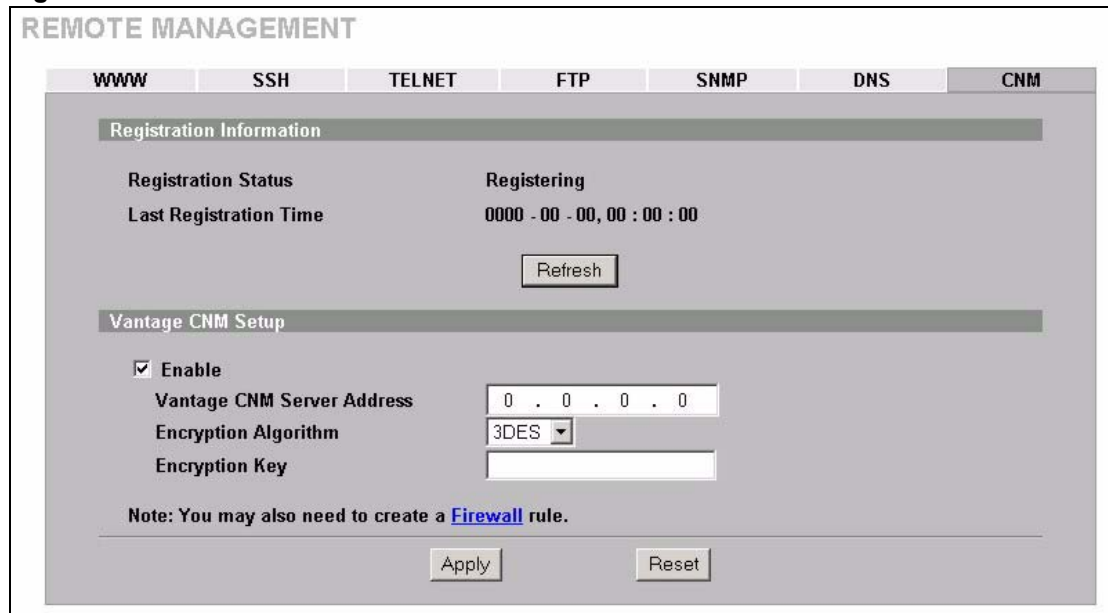 REMOTE MANAGEMENT
WWW SSH TELNET FTP SNMP DNS CNM
Registration Information
Registration Status Registering
Last Registration Time 0000 - 00 - 00, 00 : 00 : 00
Refresh
Vantage CNM Setup
Enable
Vantage CNM Server Address 0 . 0 . 0 . 0
Encryption Algorithm 3DES
Encryption Key
Note: You may also need to create a Firewall rule.
Apply Reset